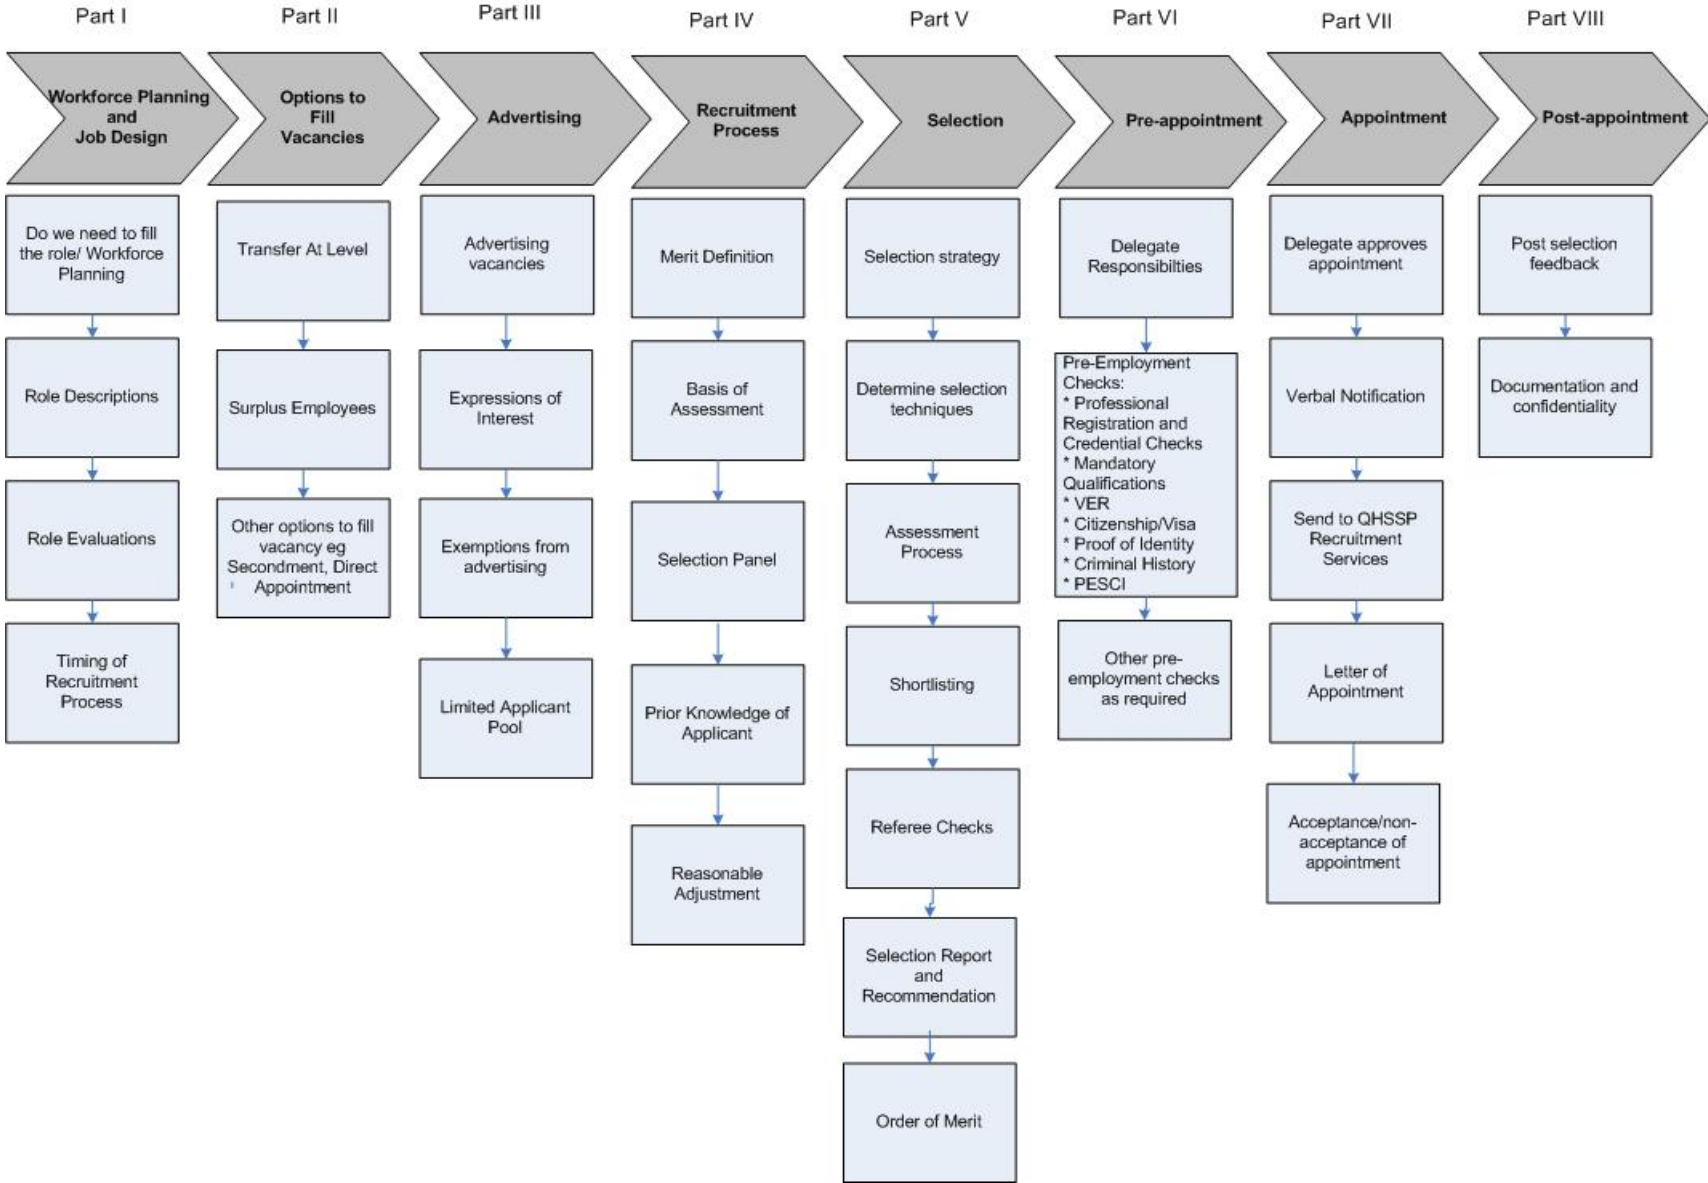 Part I
Part II
Part III
Part IV
Part V
Part VI
Part VII
Part VIII
Workforce Planning
and
Job Design
Options to
Fill
Vacancies
Advertising
Recruitment
Process
Selection
Pre-appointment
Appointment
Post-appointment
Do we need to fill
the role/ Workforce
Planning
Role Descriptions
Role Evaluations
Timing of
Recruitment
Process
Transfer At Level
Surplus Employees
Other options to fill
vacancy eg
Secondment, Direct
Appointment
Advertising
vacancies
Expressions of
Interest
Exemptions from
advertising
Limited Applicant
Pool
Merit Definition
Basis of
Assessment
Selection Panel
Prior Knowledge of
Applicant
Reasonable
Adjustment
Selection strategy
Determine selection
techniques
Assessment
Process
Shortlisting
Referee Checks
Selection Report
and
Recommendation
Order of Merit
Delegate
Responsibilties
Pre-Employment
Checks:
* Professional
Registration and
Credential Checks
* Mandatory
Qualifications
* VER
* Citizenship/Visa
* Proof of Identity
* Criminal History
* PESCI
Other pre-
employment checks
as required
Delegate approves
appointment
Verbal Notification
Send to QHSSP
Recruitment
Services
Letter of
Appointment
Acceptance/non-
acceptance of
appointment
Post selection
feedback
Documentation and
confidentiality